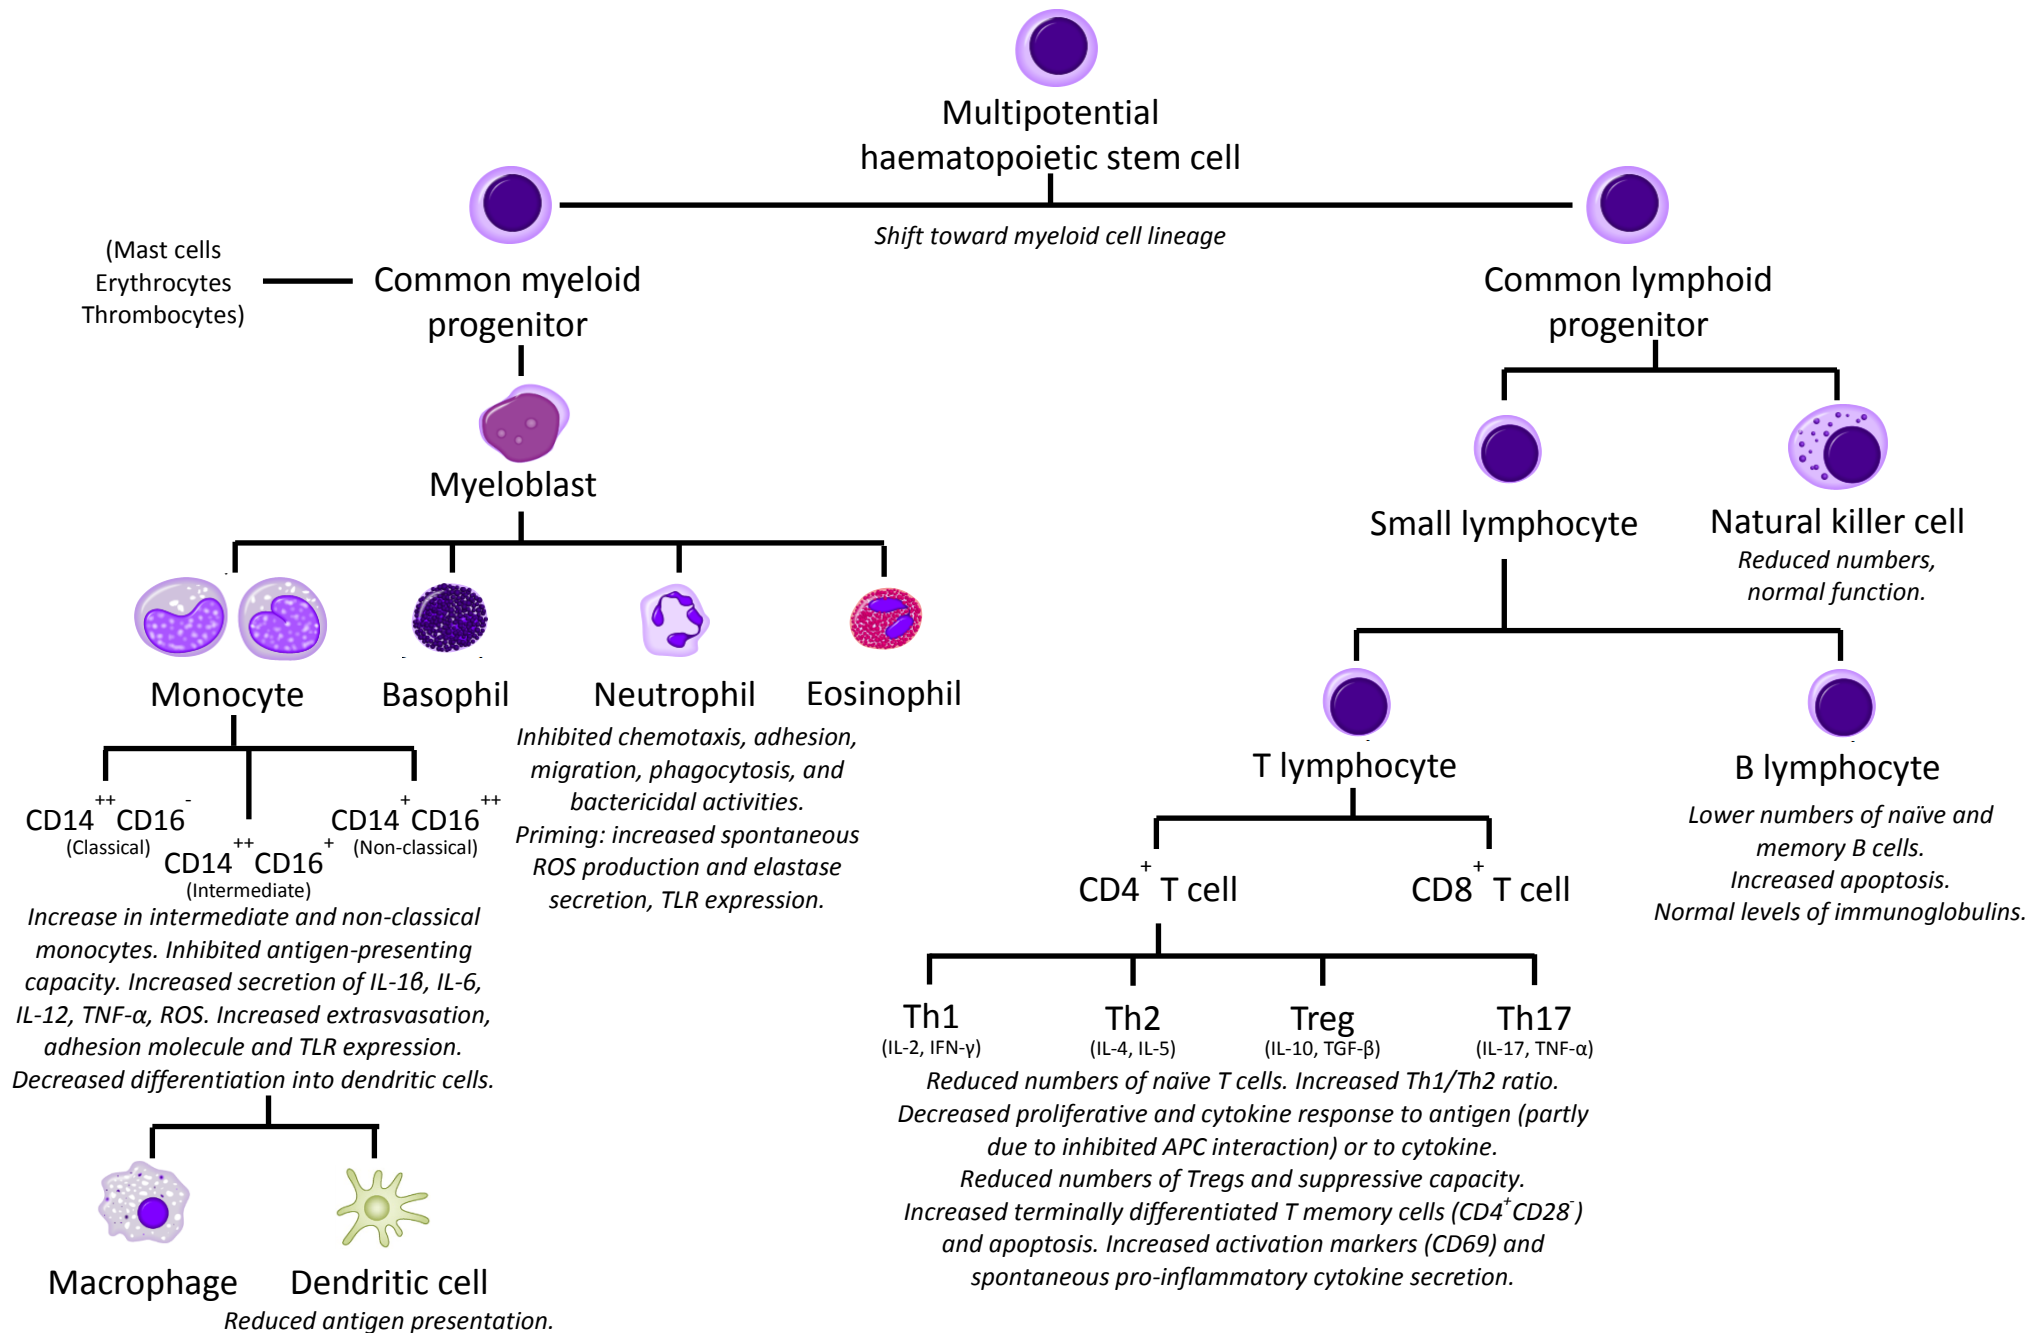 Multipotential
haematopoietic stem cell
Shift toward myeloid cell lineage
(Mast cells
Erythrocytes
Thrombocytes)
Common myeloid
progenitor
Common lymphoid
progenitor
Myeloblast
Small lymphocyte
Natural killer cell
Reduced numbers,
normal function.
Monocyte
Basophil
Neutrophil
Eosinophil
Inhibited chemotaxis, adhesion,
migration, phagocytosis, and
bactericidal activities.
Priming: increased spontaneous
ROS production and elastase
secretion, TLR expression.
CD14⁺⁺CD16⁻
(Classical)
CD14⁺⁺CD16⁺
(Intermediate)
CD14⁺CD16⁺⁺
(Non-classical)
Increase in intermediate and non-classical
monocytes. Inhibited antigen-presenting
capacity. Increased secretion of IL-1β, IL-6,
IL-12, TNF-α, ROS. Increased extrasvasation,
adhesion molecule and TLR expression.
Decreased differentiation into dendritic cells.
Macrophage
Dendritic cell
Reduced antigen presentation.
T lymphocyte
B lymphocyte
Lower numbers of naïve and
memory B cells.
Increased apoptosis.
Normal levels of immunoglobulins.
CD4⁺ T cell
CD8⁺ T cell
Th1
(IL-2, IFN-γ)
Th2
(IL-4, IL-5)
Treg
(IL-10, TGF-β)
Th17
(IL-17, TNF-α)
Reduced numbers of naïve T cells. Increased Th1/Th2 ratio.
Decreased proliferative and cytokine response to antigen (partly
due to inhibited APC interaction) or to cytokine.
Reduced numbers of Tregs and suppressive capacity.
Increased terminally differentiated T memory cells (CD4⁺CD28⁻)
and apoptosis. Increased activation markers (CD69) and
spontaneous pro-inflammatory cytokine secretion.